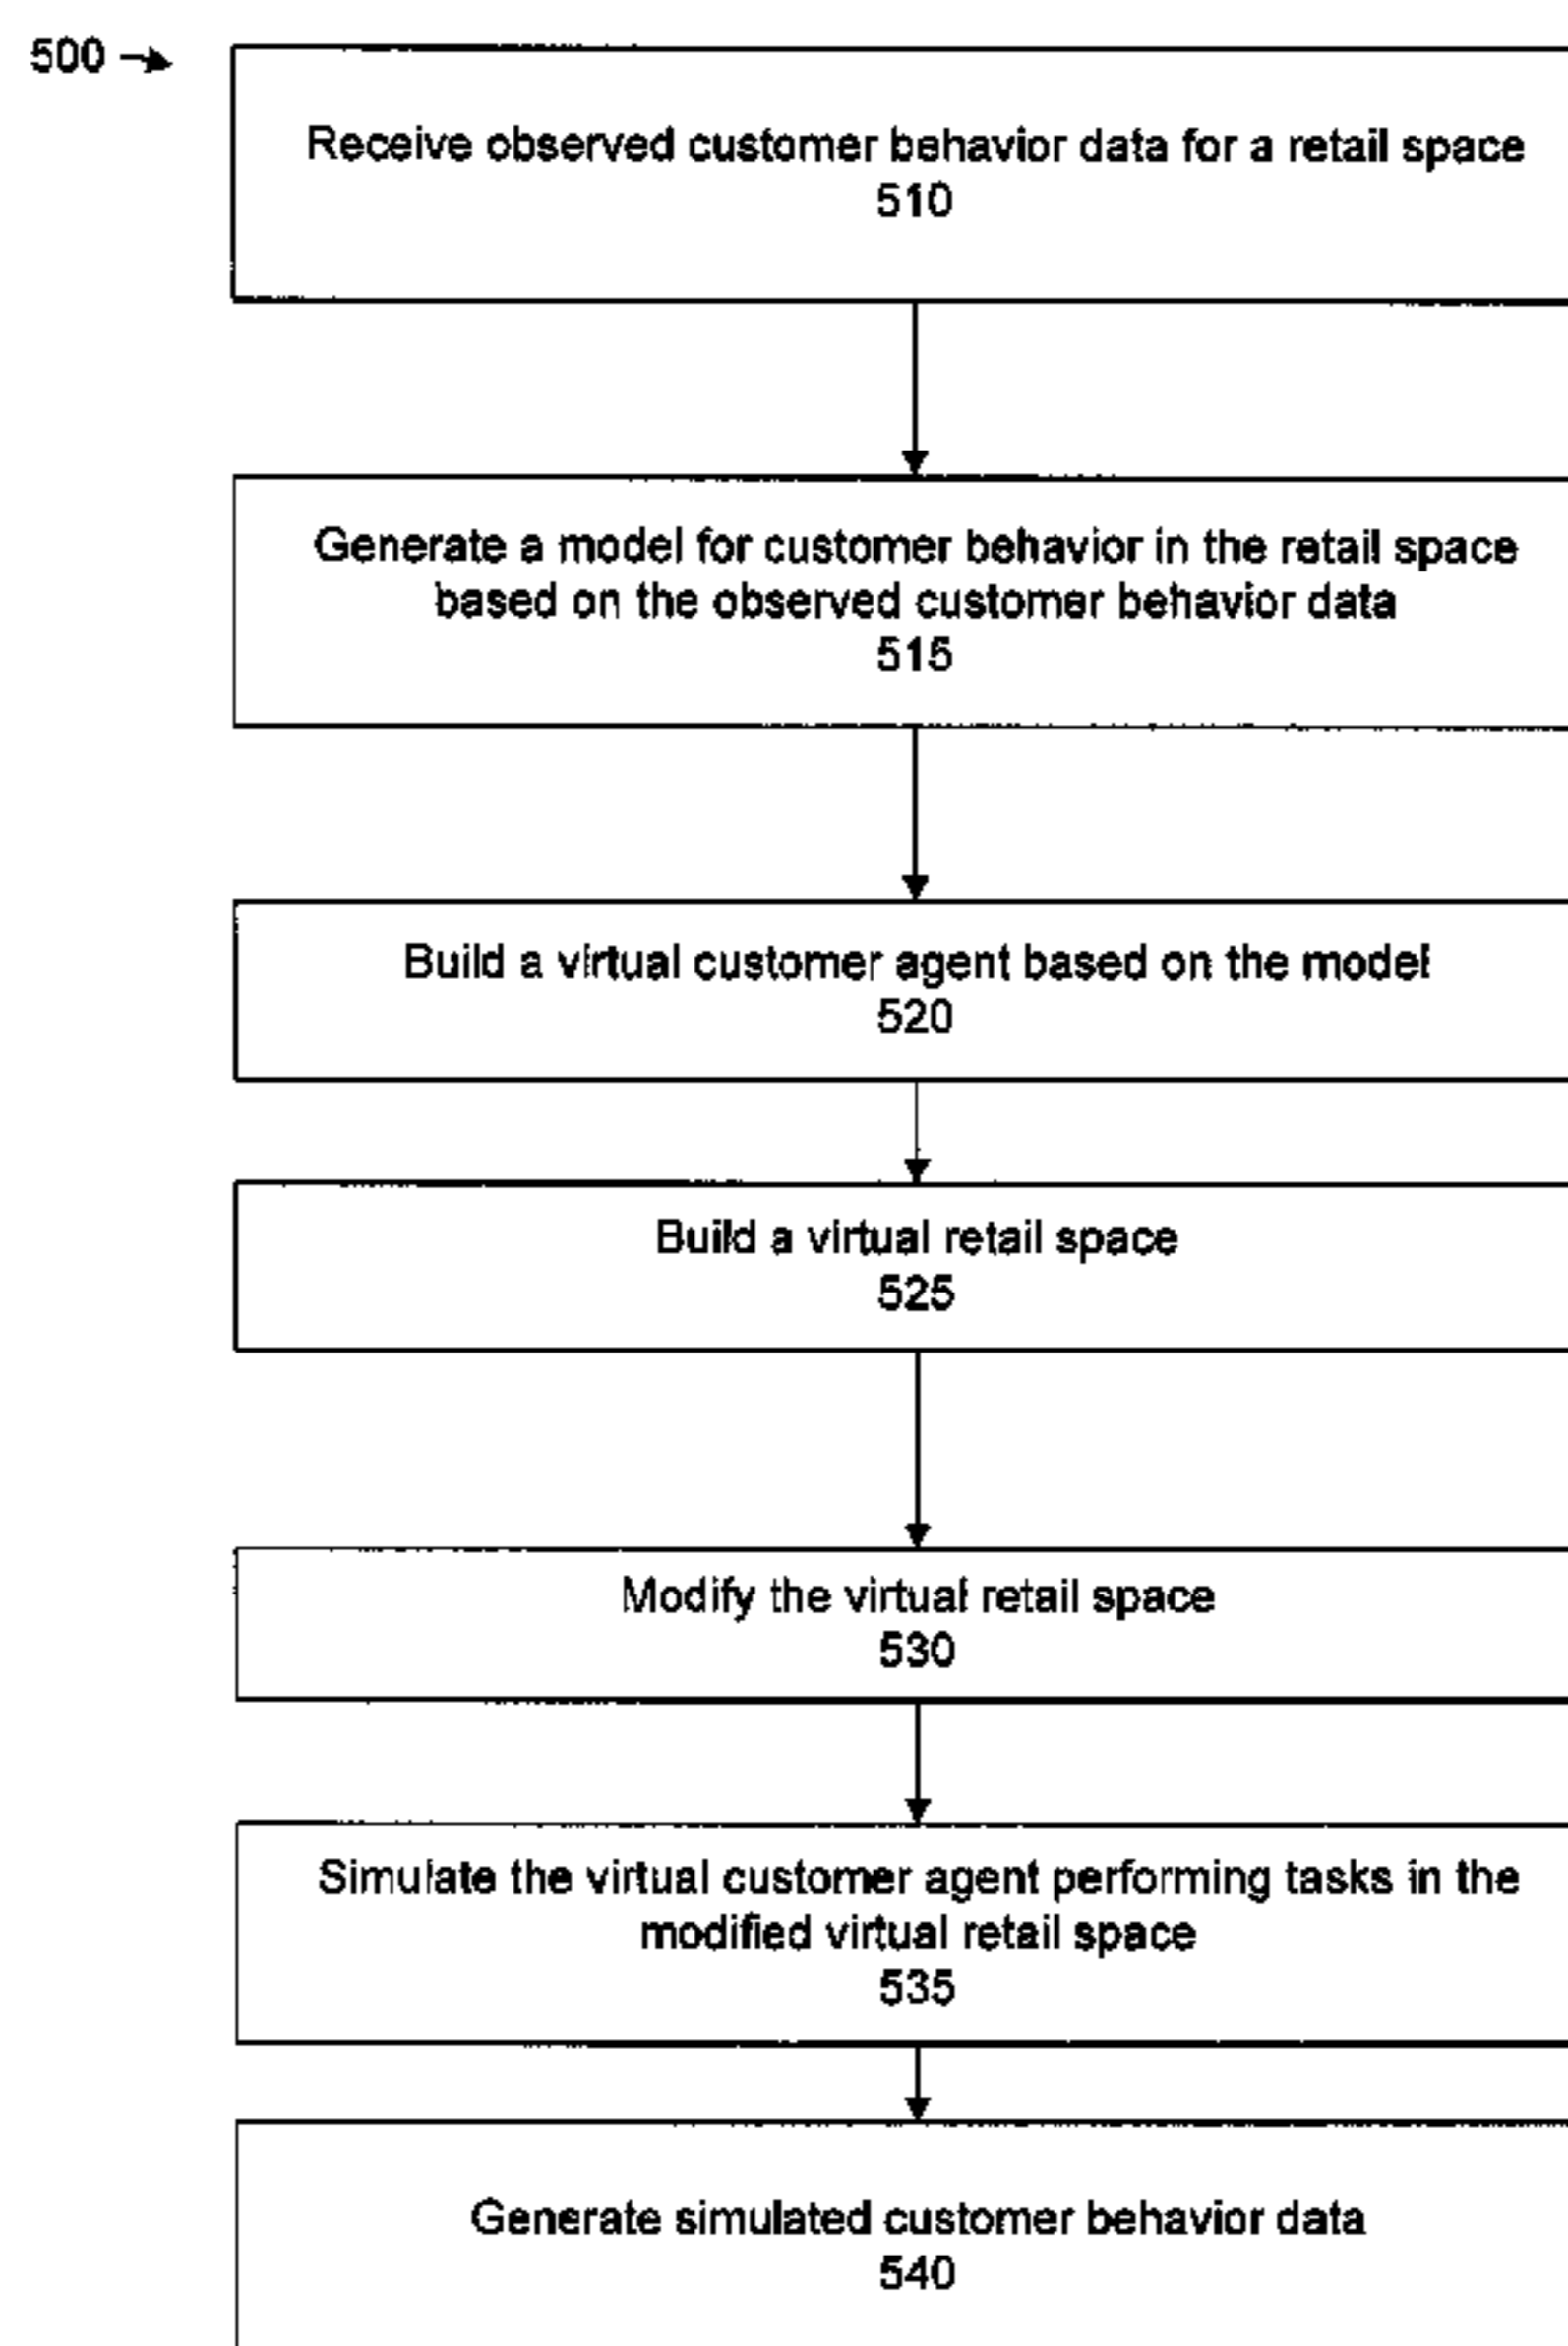 500
Receive observed customer behavior data for a retail space
510
Generate a model for customer behavior in the retail space
based on the observed customer behavior data
515
Build a virtual customer agent based on the model
520
Build a virtual retail space
525
Modify the virtual retail space
530
Simulate the virtual customer agent performing tasks in the
modified virtual retail space
535
Generate simulated customer behavior data
540